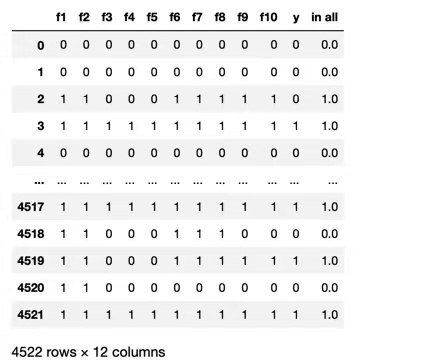 f1 f2 f3 f4 f5 f6 f7 f8 f9 f10 y in all
0 0 0 0 0 0 0 0 0 0 0 0 0.0
1 0 0 0 0 0 0 0 0 0 0 0 0.0
2 1 1 0 0 0 1 1 1 1 1 0 1.0
3 1 1 1 1 1 1 1 1 1 1 1 1.0
4 0 0 0 0 0 0 0 0 0 0 0 0.0
... ... ... ... ... ... ... ... ... ... ... ... ...
4517 1 1 1 1 1 1 1 1 1 1 1 1.0
4518 1 1 0 0 0 1 1 1 0 0 0 0.0
4519 1 1 0 0 0 1 1 1 1 1 1 1.0
4520 1 1 0 0 0 0 0 0 0 0 0 0.0
4521 1 1 1 1 1 1 1 1 1 1 1 1.0
4522 rows × 12 columns